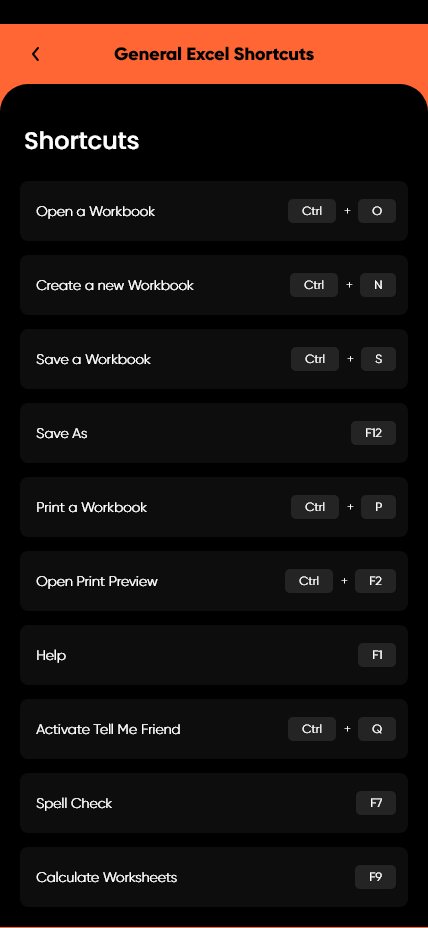 General Excel Shortcuts
Shortcuts
Open a Workbook Ctrl + O
Create a new Workbook Ctrl + N
Save a Workbook Ctrl + S
Save As F12
Print a Workbook Ctrl + P
Open Print Preview Ctrl + F2
Help F1
Activate Tell Me Friend Ctrl + Q
Spell Check F7
Calculate Worksheets F9